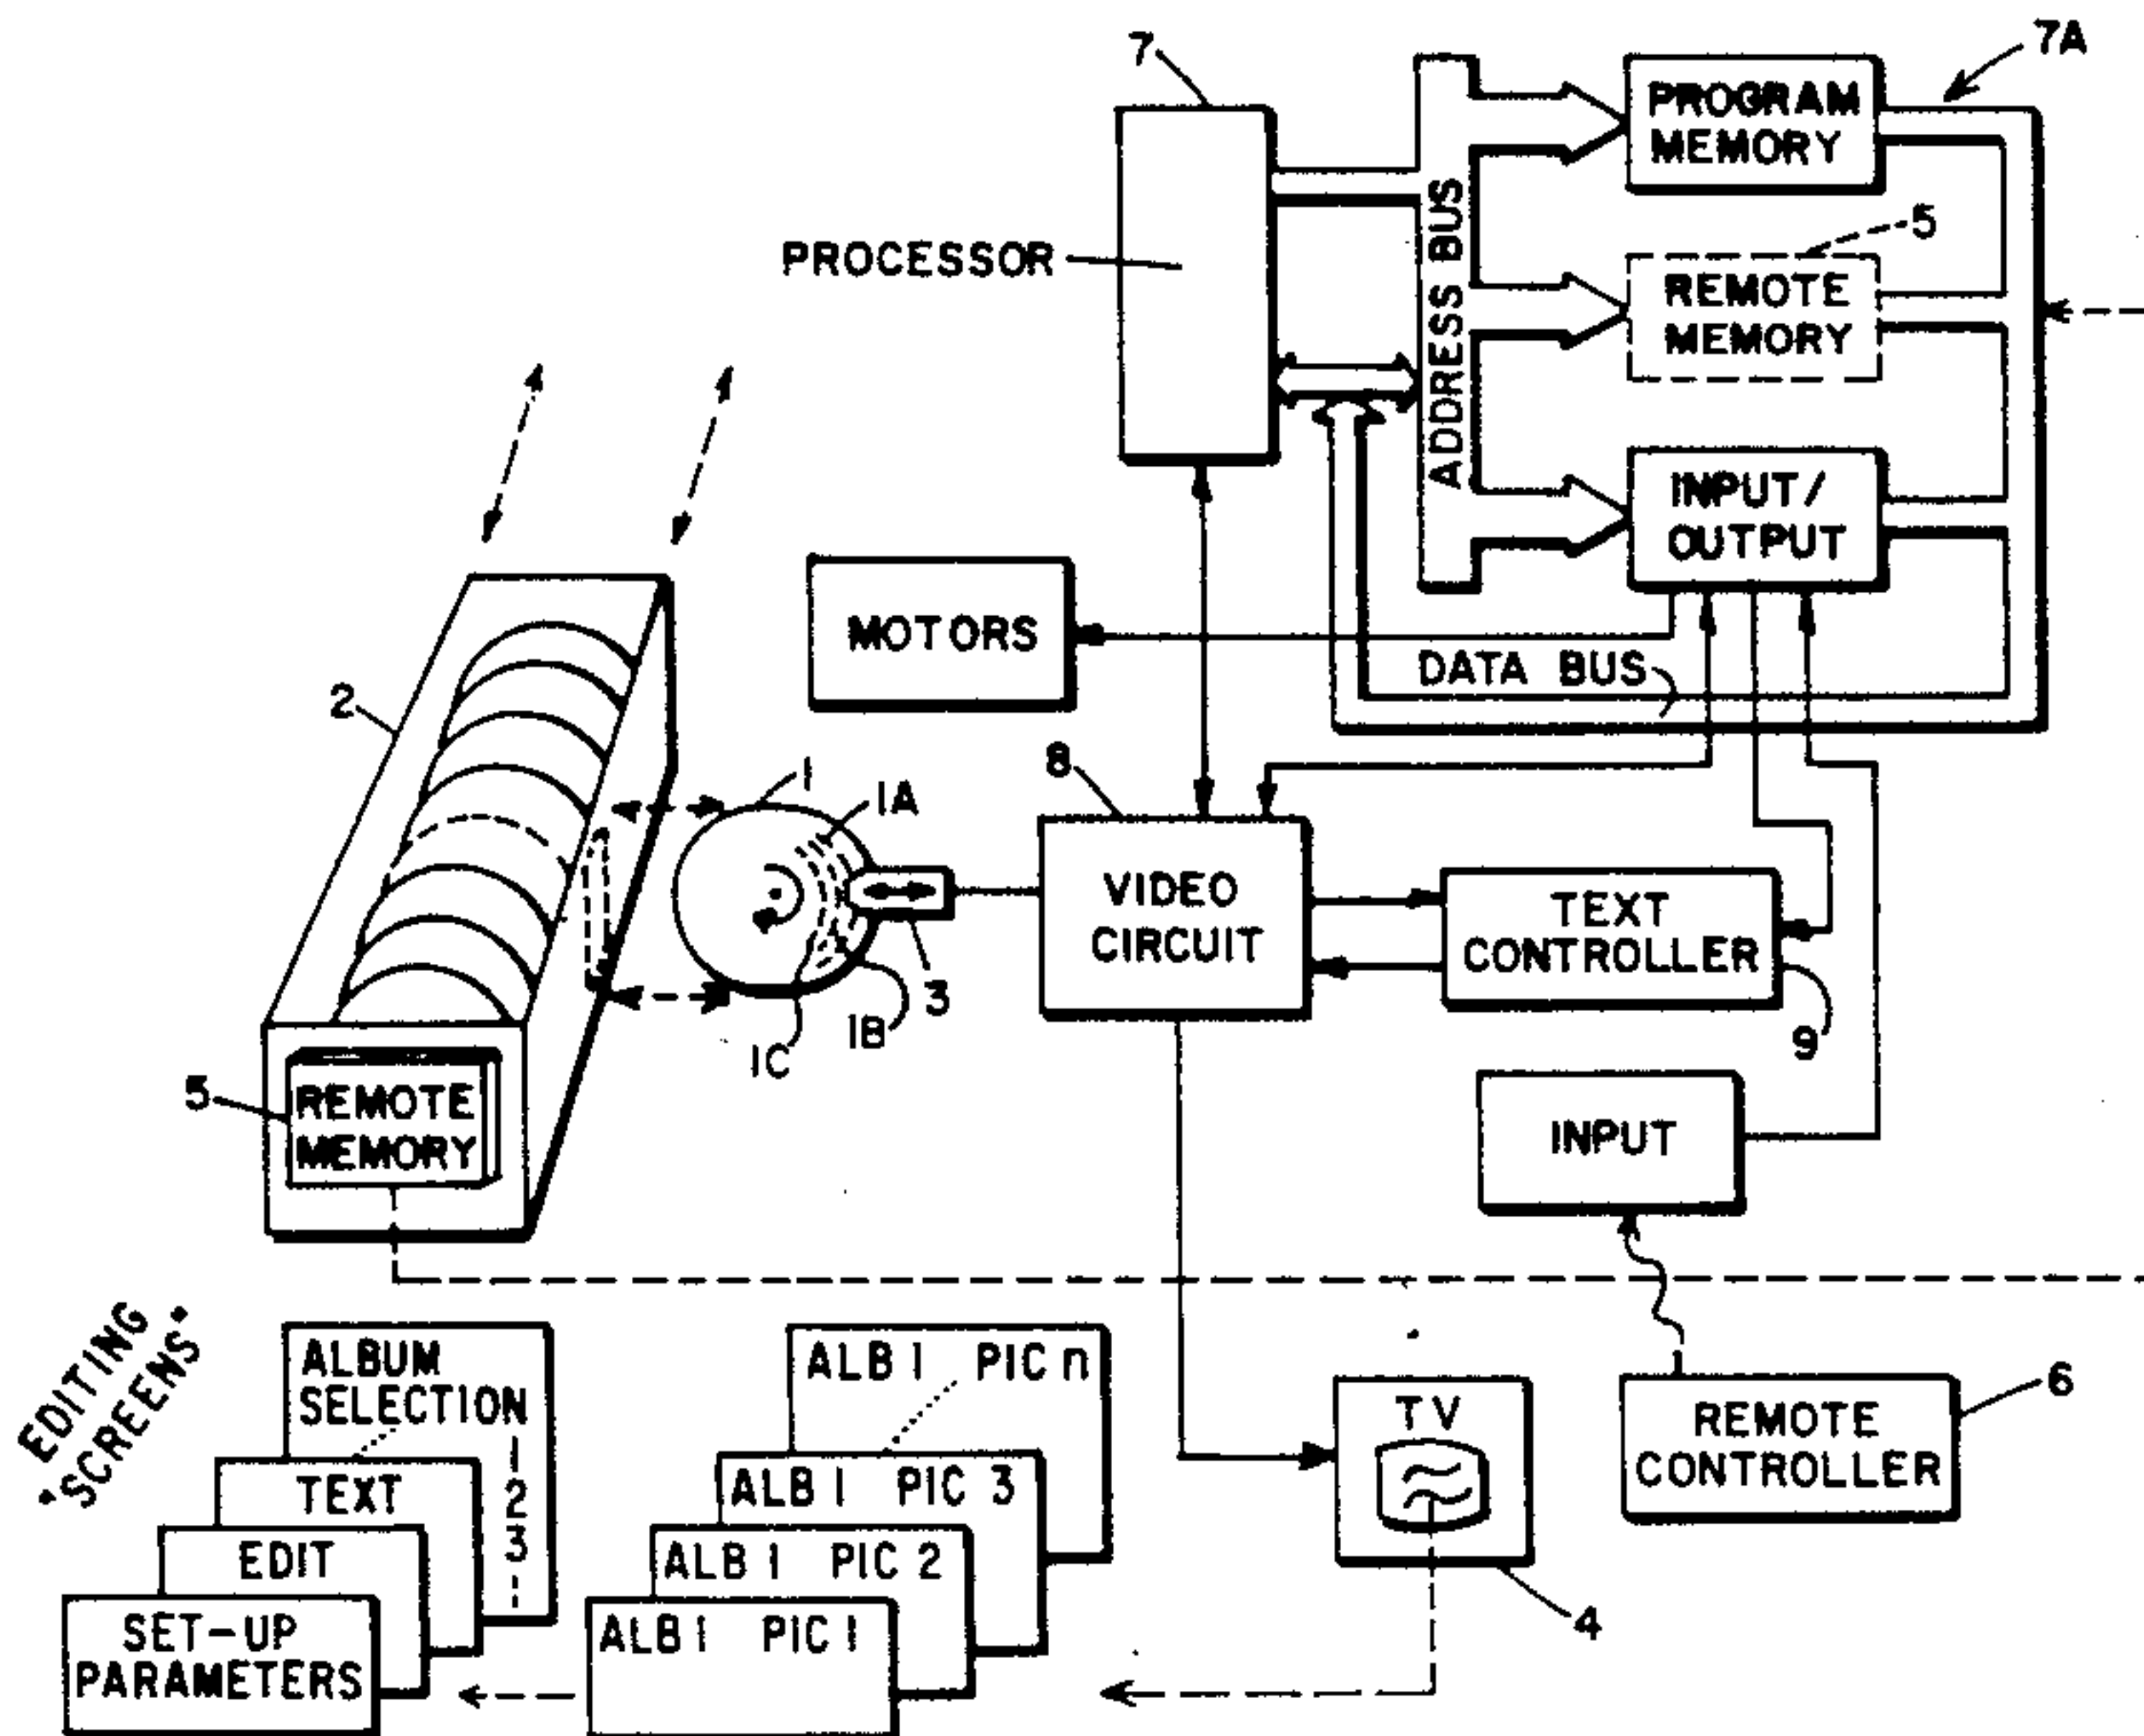 7
7A
PROGRAM
MEMORY
PROCESSOR
ADDRESS BUS
5
REMOTE
MEMORY
INPUT/
OUTPUT
MOTORS
DATA BUS
2
1
1A
8
VIDEO
CIRCUIT
TEXT
CONTROLLER
3
1B
1C
9
5
REMOTE
MEMORY
INPUT
EDITING
"SCREENS"
ALBUM
SELECTION
1
2
3
TEXT
EDIT
SET-UP
PARAMETERS
ALB 1 PIC n
ALB 1 PIC 3
ALB 1 PIC 2
ALB 1 PIC 1
TV
4
REMOTE
CONTROLLER
6